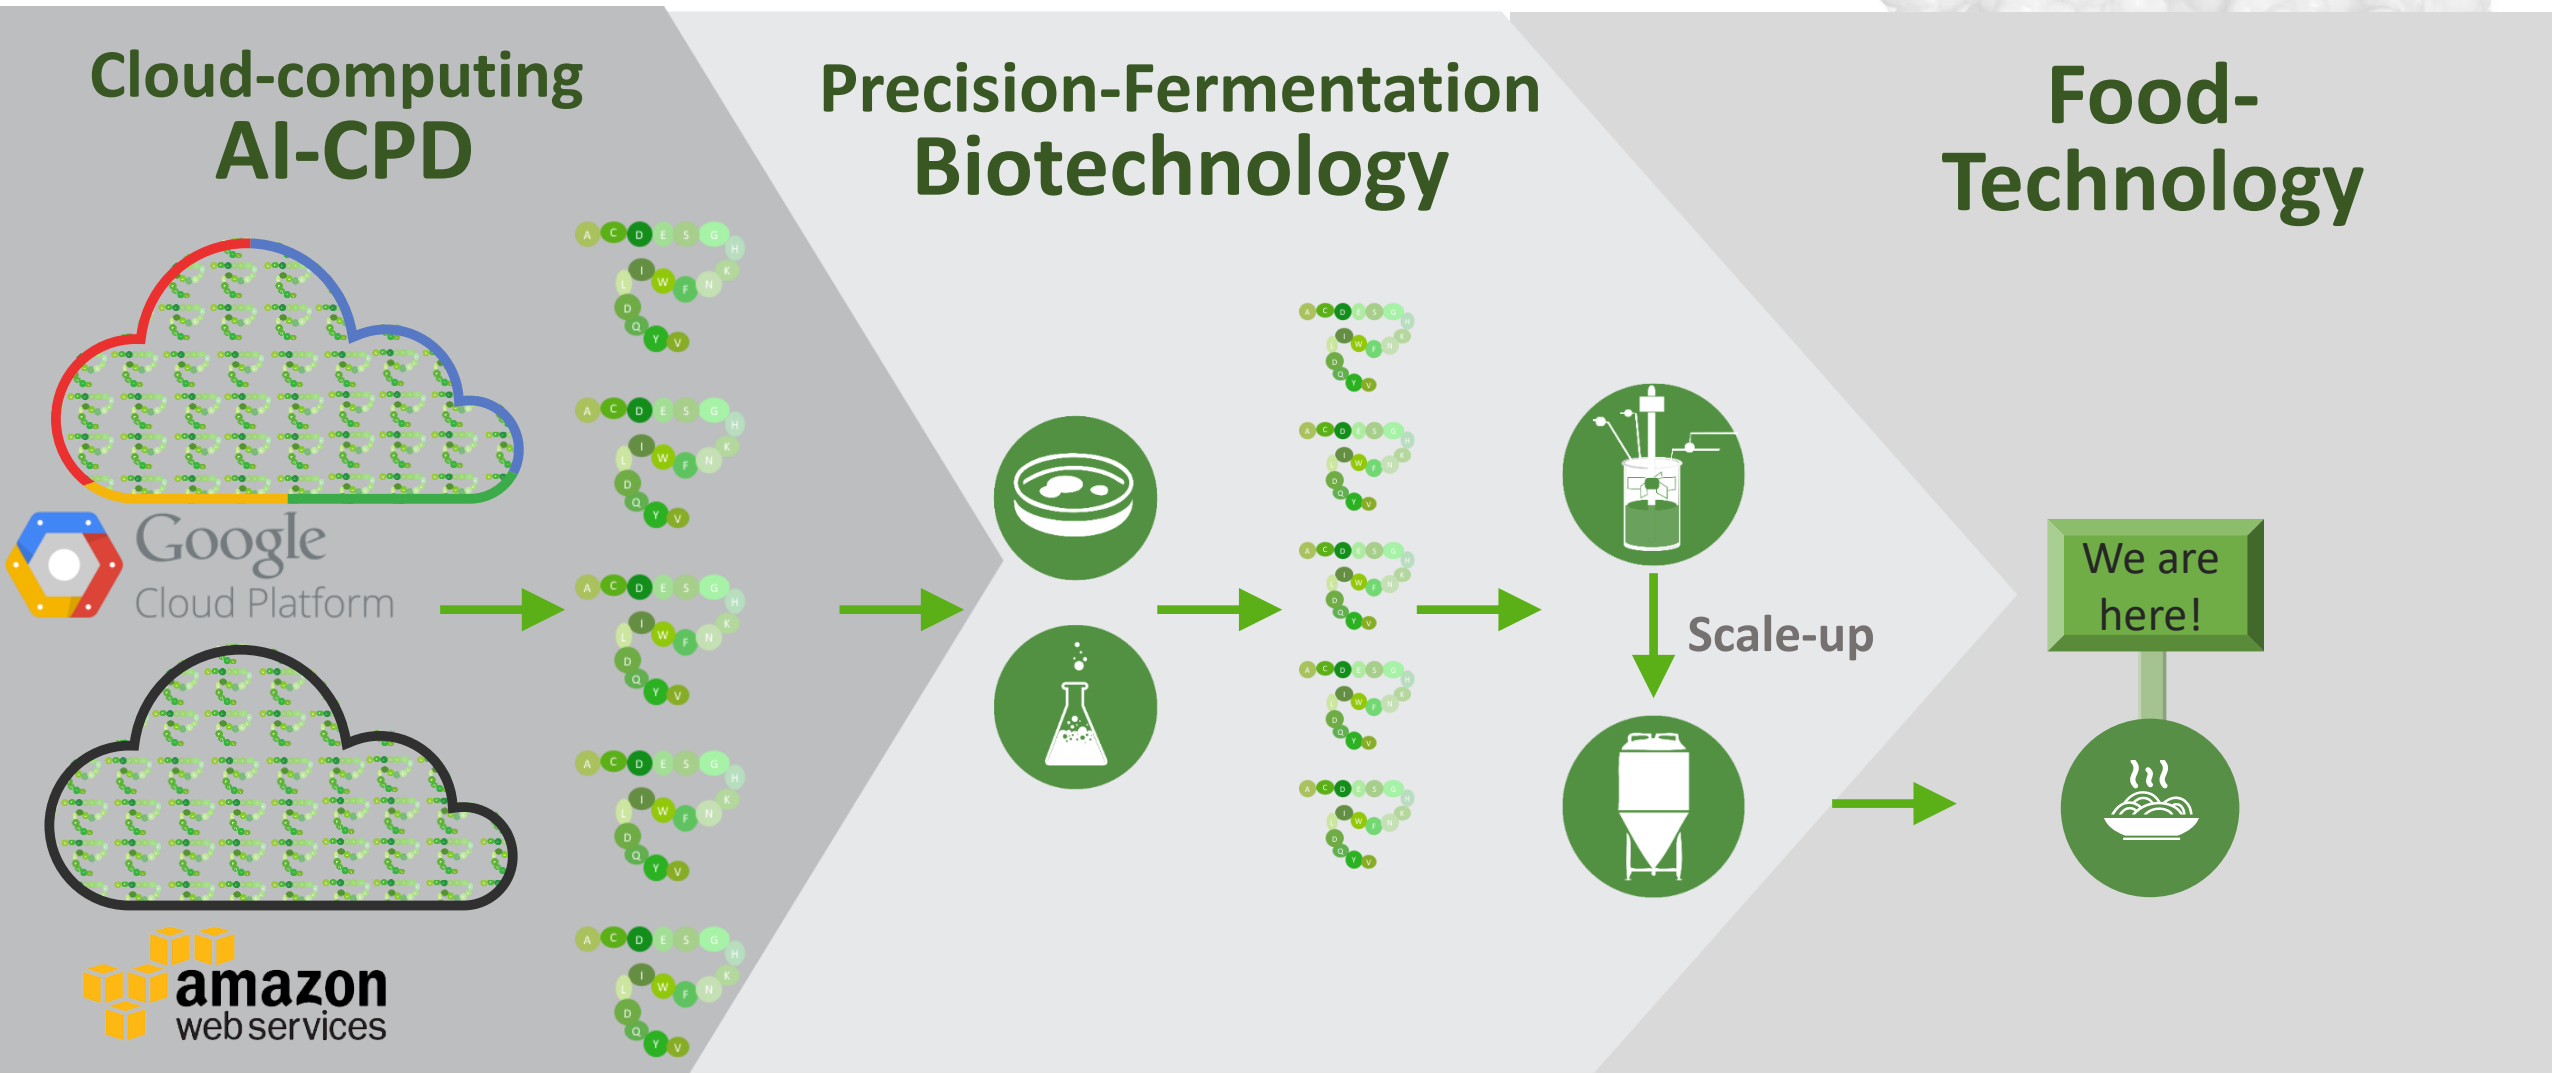 Cloud-computing
AI-CPD
Precision-Fermentation
Biotechnology
Food-
Technology
A C D E S G H
I W F N K
L
D
Q
Y V
A C D E S G H
I W F N K
L
D
Q
Y V
A C D E S G H
I W F N K
L
D
Q
Y V
A C D E S G H
I W F N K
L
D
Q
Y V
A C D E S G H
I W F N K
L
D
Q
Y V
Google
Cloud Platform
amazon
web services
A C D E S G H
I W F N K
L
D
Q
Y V
A C D E S G H
I W F N K
L
D
Q
Y V
A C D E S G H
I W F N K
L
D
Q
Y V
A C D E S G H
I W F N K
L
D
Q
Y V
A C D E S G H
I W F N K
L
D
Q
Y V
Scale-up
We are
here!